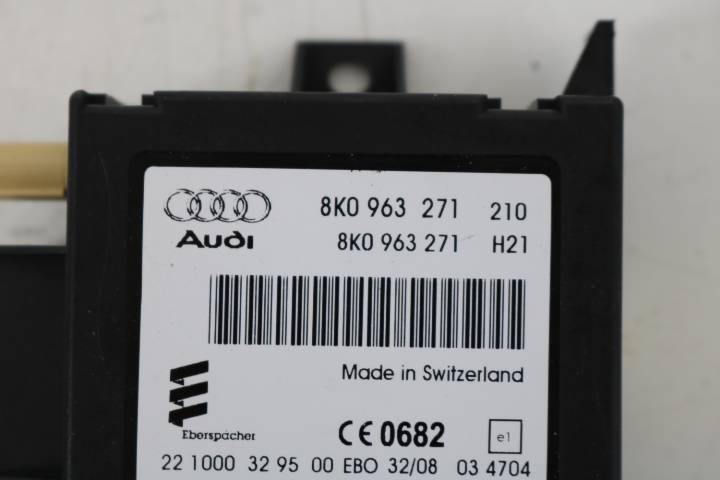 8K0 963 271 210
AUDI 8K0 963 271 H21
Made in Switzerland
Eberspächer CE 0682 e1
22 1000 32 95 00 EBO 32/08 03 4704